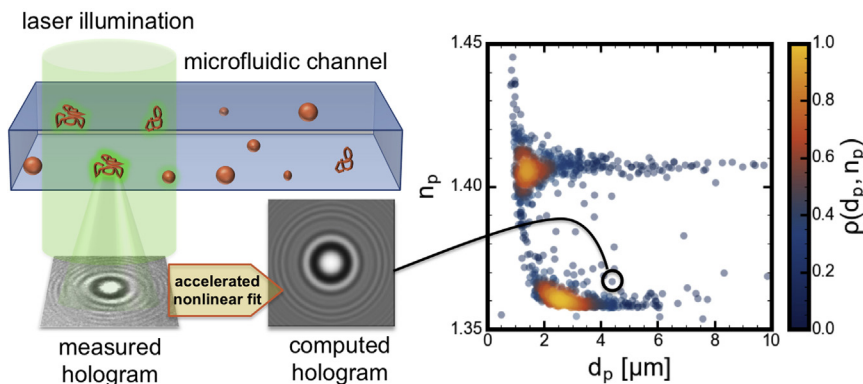 laser illumination
microfluidic channel
accelerated
nonlinear fit
measured
hologram
computed
hologram
1.45
1.40
1.35
n_p
0 2 4 6 8 10
d_p [μm]
1.0
0.8
0.6
0.4
0.2
0.0
ρ(d_p, n_p)